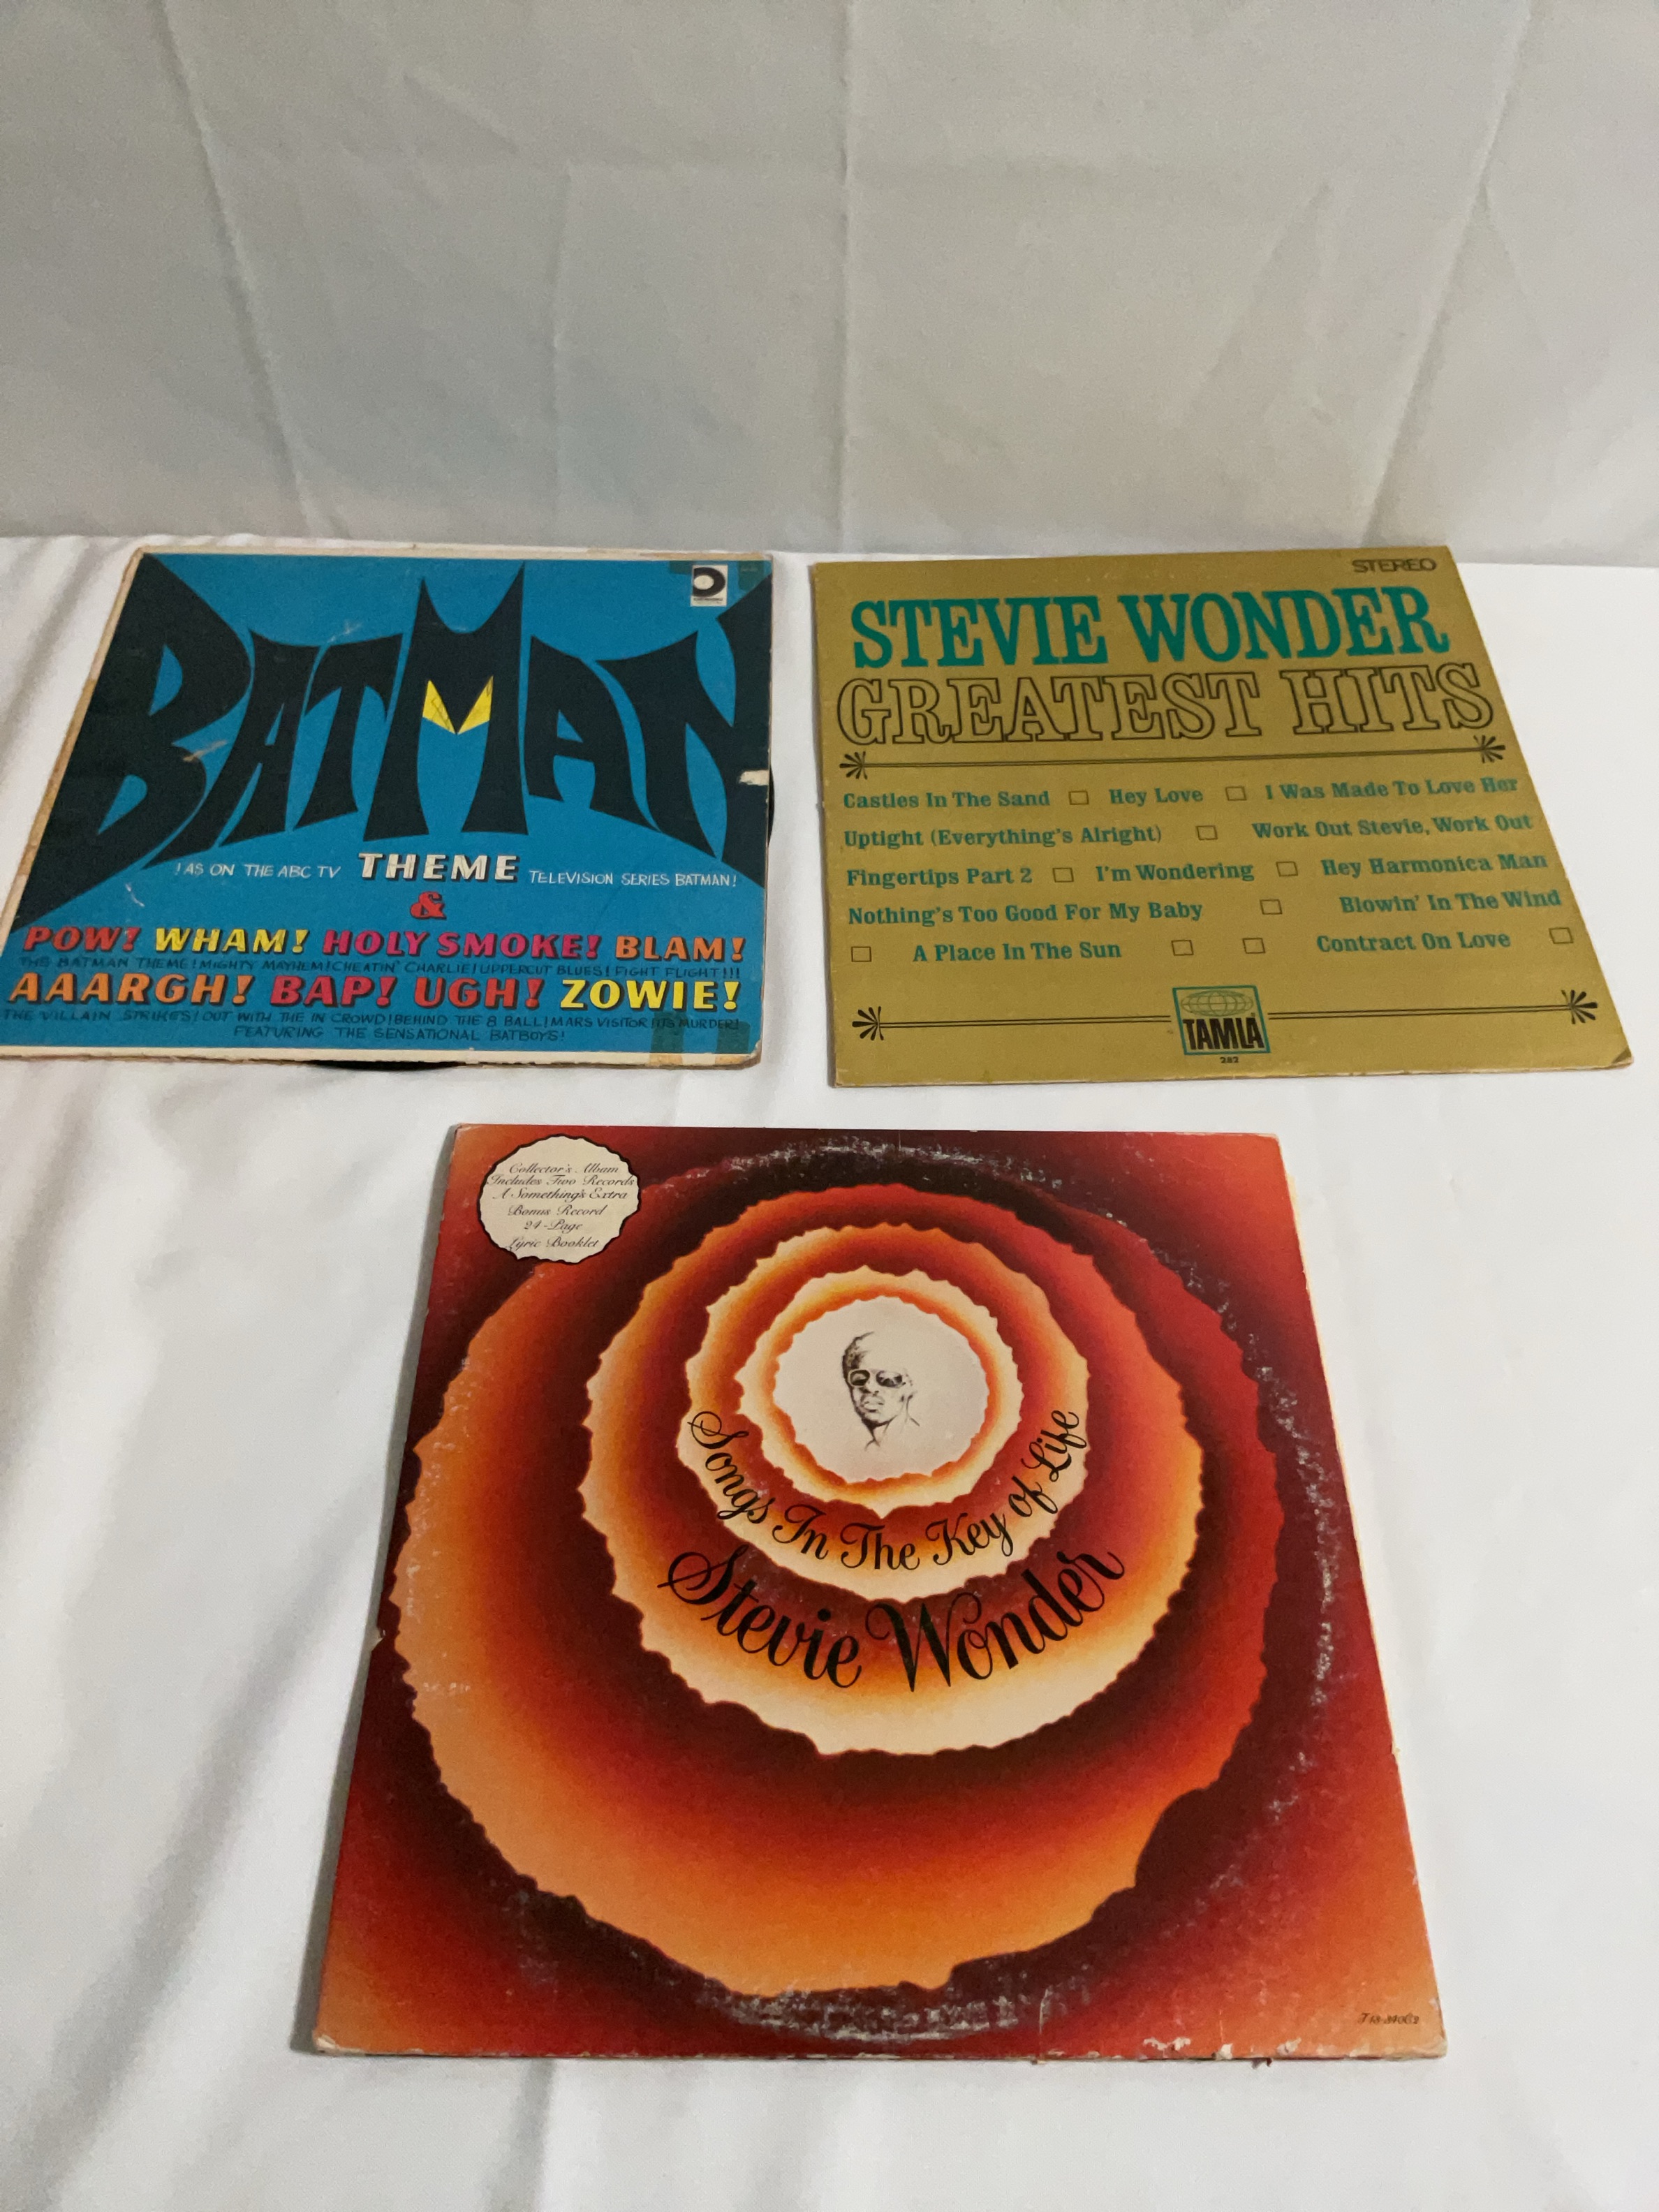 BATMAN
! AS ON THE ABC TV THEME TELEVISION SERIES BATMAN!
&
POW! WHAM! HOLY SMOKE! BLAM!
THE BATMAN THEME! MIGHTY MAYHEM! CHEATIN' CHARLIE! UPPERCUT BLUES! FIGHT FLIGHT!!!
AAARGH! BAP! UGH! ZOWIE!
THE VILLAIN STRIKES! OUT WITH THE IN CROWD! BEHIND THE 8 BALL! MARS VISITOR! ITS MURDER!
FEATURING THE SENSATIONAL BATBOYS!
STEREO
STEVIE WONDER
GREATEST HITS
Castles In The Sand □ Hey Love □ I Was Made To Love Her
Uptight (Everything's Alright) □ Work Out Stevie, Work Out
Fingertips Part 2 □ I'm Wondering □ Hey Harmonica Man
Nothing's Too Good For My Baby □ Blowin' In The Wind
□ A Place In The Sun □ □ Contract On Love □
TAMLA
282
Collector's Album
Includes Two Records
A Something's Extra
Bonus Record
24-Page
Lyric Booklet
Songs In The Key of Life
Stevie Wonder